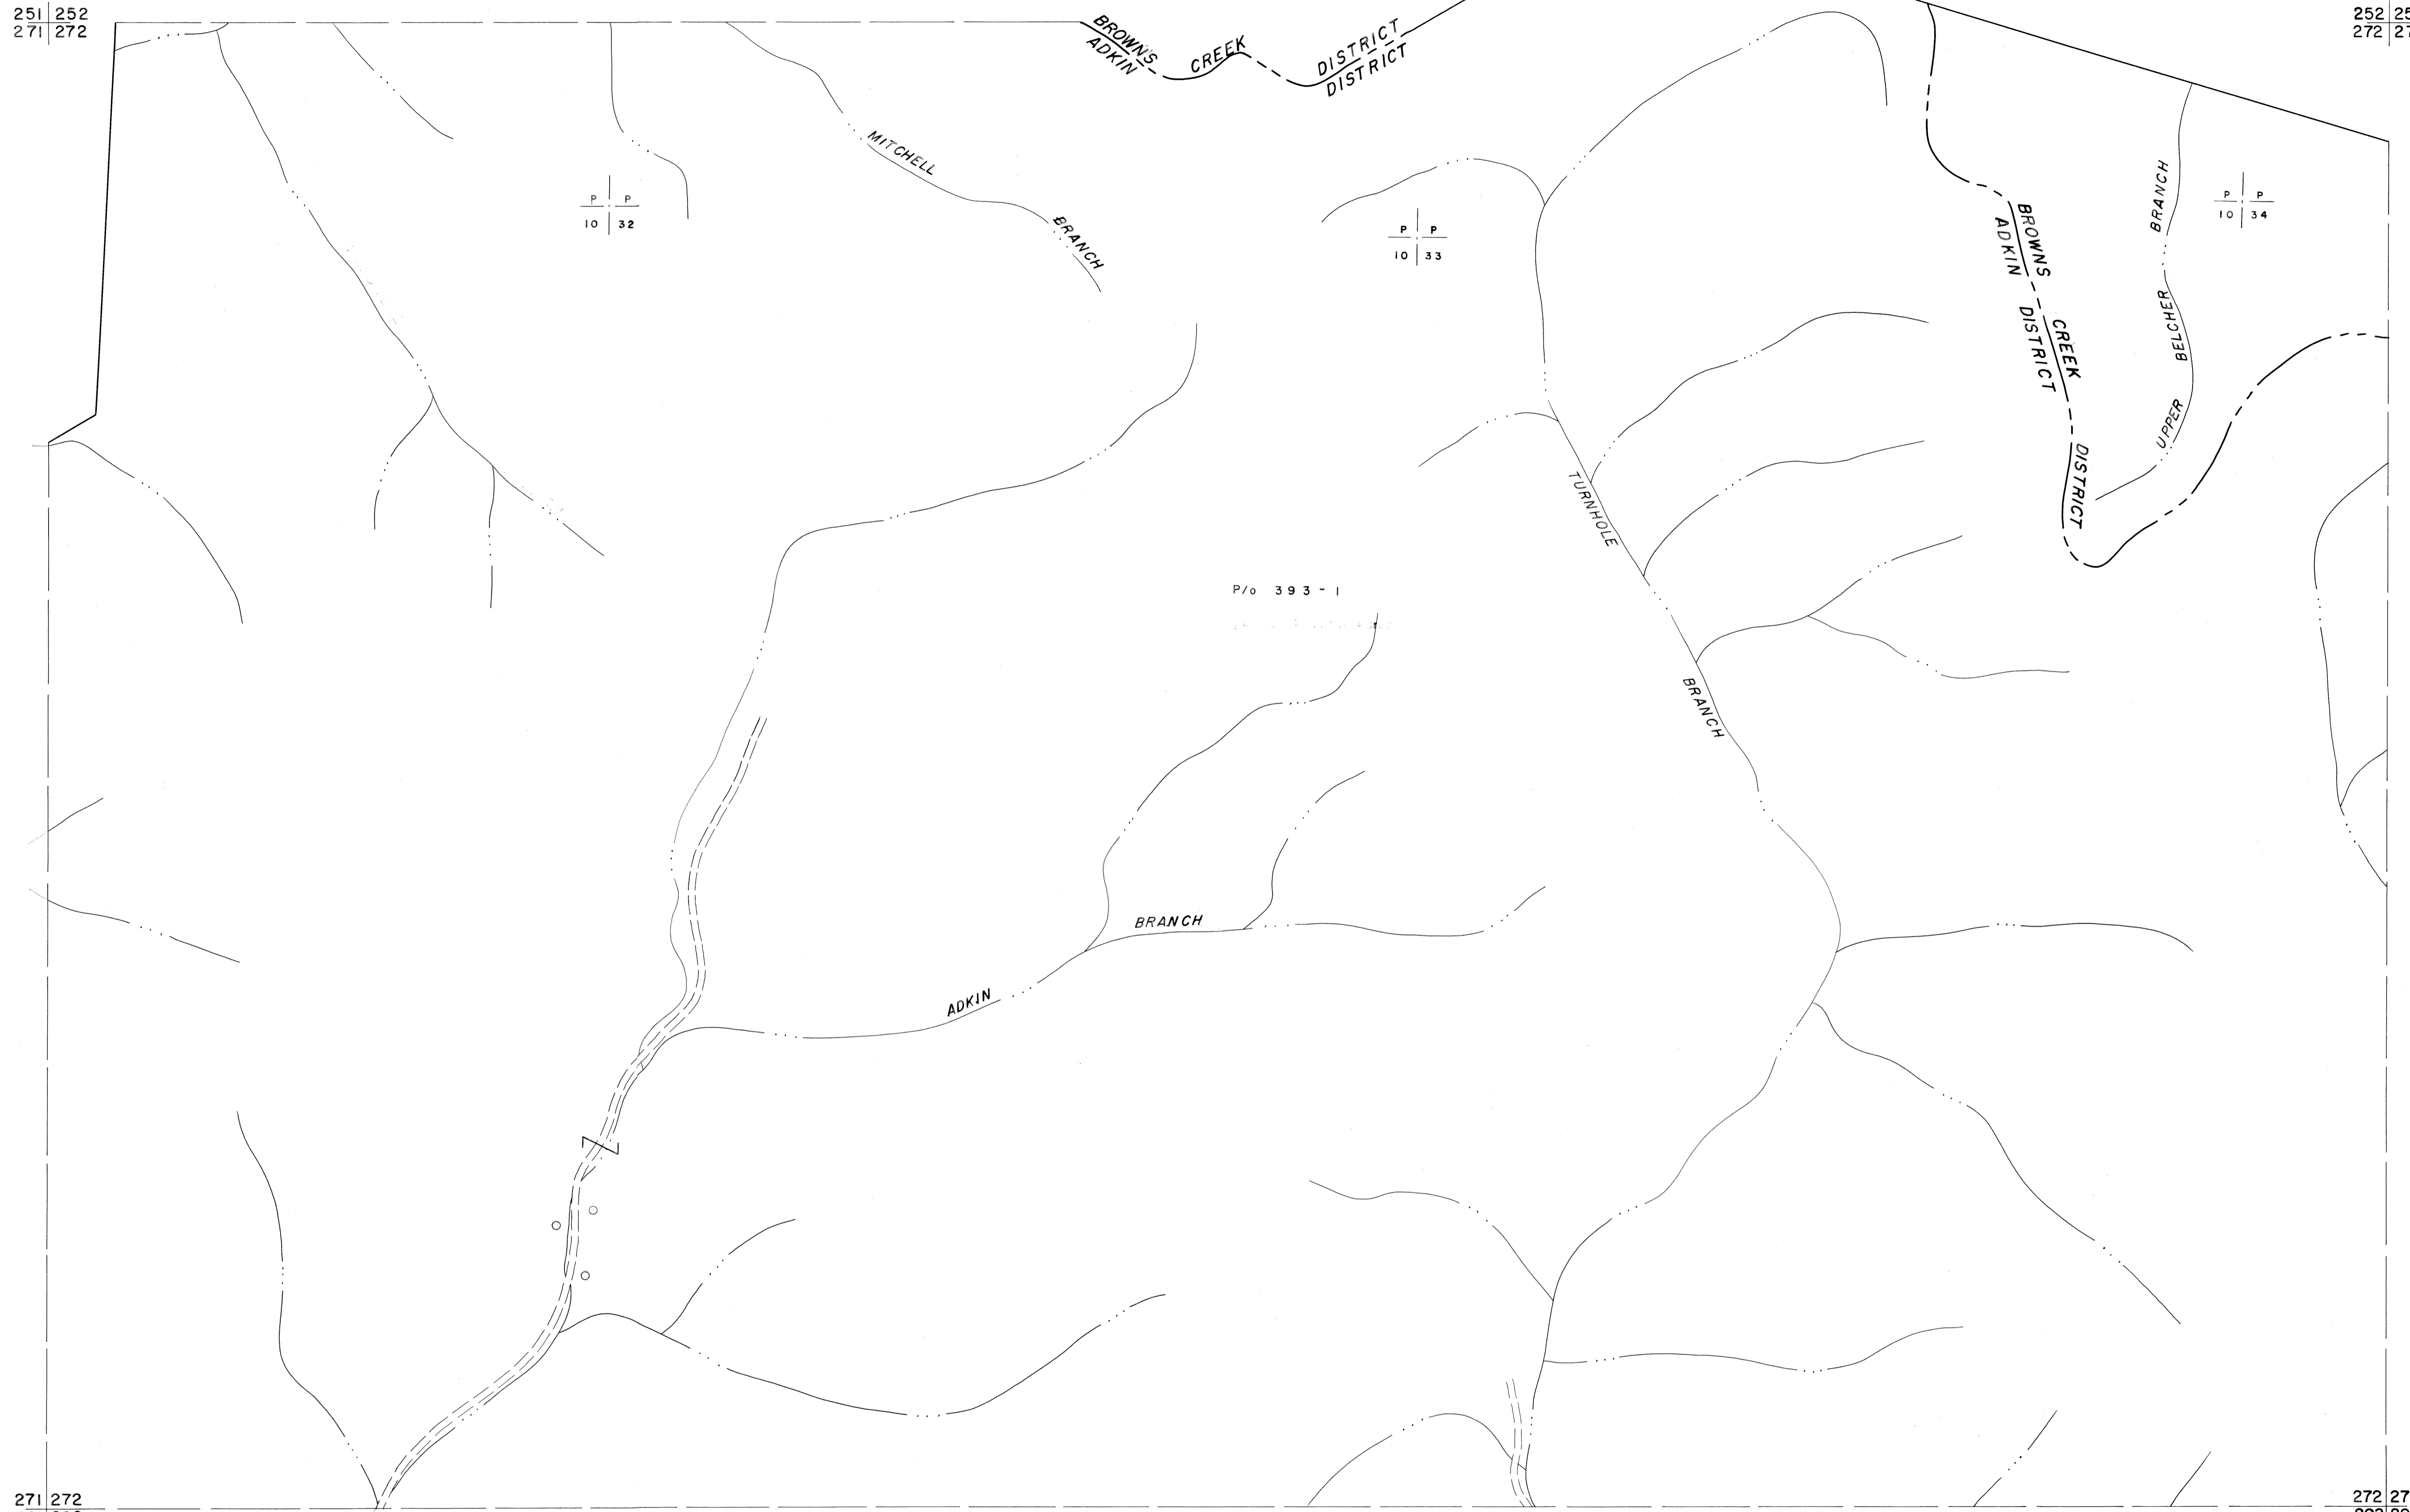 251 252
271 272
BROWN'S CREEK DISTRICT
ADKIN DISTRICT
252
272
MITCHELL BRANCH
P P
10 32
P P
10 33
P P
10 34
BROWNS CREEK DISTRICT
ADKIN DISTRICT
UPPER BELCHER BRANCH
TURNHOLE BRANCH
P/o 393-1
ADKIN BRANCH
271 272
272